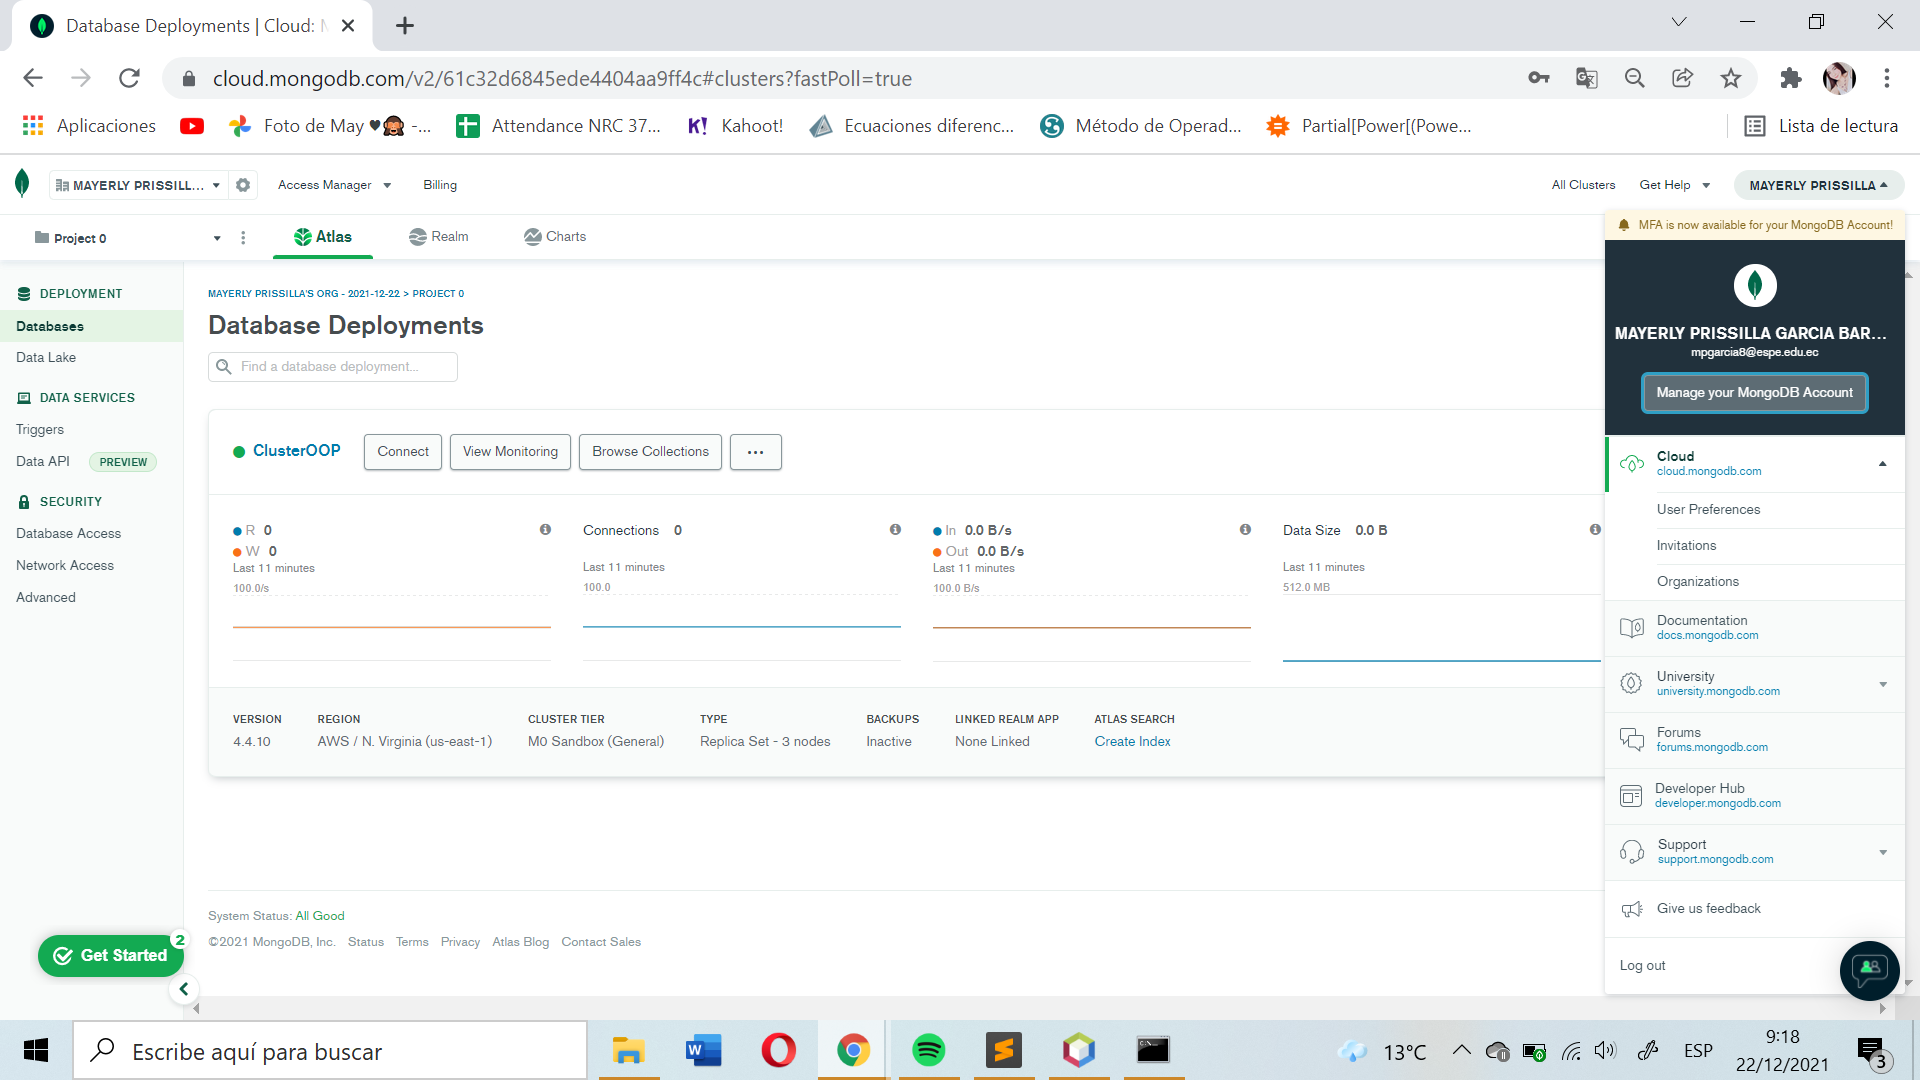 Database Deployments | Cloud: M
cloud.mongodb.com/v2/61c32d6845ede4404aa9ff4c#clusters?fastPoll=true
Aplicaciones
Foto de May ♥🙊 -...
Attendance NRC 37...
K! Kahoot!
Ecuaciones diferenc...
Método de Operad...
Partial[Power[(Powe...
Lista de lectura
MAYERLY PRISSILL...
Access Manager
Billing
All Clusters
Get Help
MAYERLY PRISSILLA
Project 0
Atlas
Realm
Charts
MFA is now available for your MongoDB Account!
DEPLOYMENT
Databases
Data Lake
DATA SERVICES
Triggers
Data API PREVIEW
SECURITY
Database Access
Network Access
Advanced
MAYERLY PRISSILLA'S ORG - 2021-12-22 > PROJECT 0
Database Deployments
Find a database deployment...
ClusterOOP
Connect
View Monitoring
Browse Collections
...
R 0
W 0
Last 11 minutes
100.0/s
Connections 0
Last 11 minutes
100.0
In 0.0 B/s
Out 0.0 B/s
Last 11 minutes
100.0 B/s
Data Size 0.0 B
Last 11 minutes
512.0 MB
VERSION
4.4.10
REGION
AWS / N. Virginia (us-east-1)
CLUSTER TIER
M0 Sandbox (General)
TYPE
Replica Set - 3 nodes
BACKUPS
Inactive
LINKED REALM APP
None Linked
ATLAS SEARCH
Create Index
MAYERLY PRISSILLA GARCIA BAR...
mpgarcia8@espe.edu.ec
Manage your MongoDB Account
Cloud
cloud.mongodb.com
User Preferences
Invitations
Organizations
Documentation
docs.mongodb.com
University
university.mongodb.com
Forums
forums.mongodb.com
Developer Hub
developer.mongodb.com
Support
support.mongodb.com
Give us feedback
Log out
System Status: All Good
©2021 MongoDB, Inc. Status Terms Privacy Atlas Blog Contact Sales
Get Started
2
Escribe aquí para buscar
W
13°C
ESP
9:18
22/12/2021
3